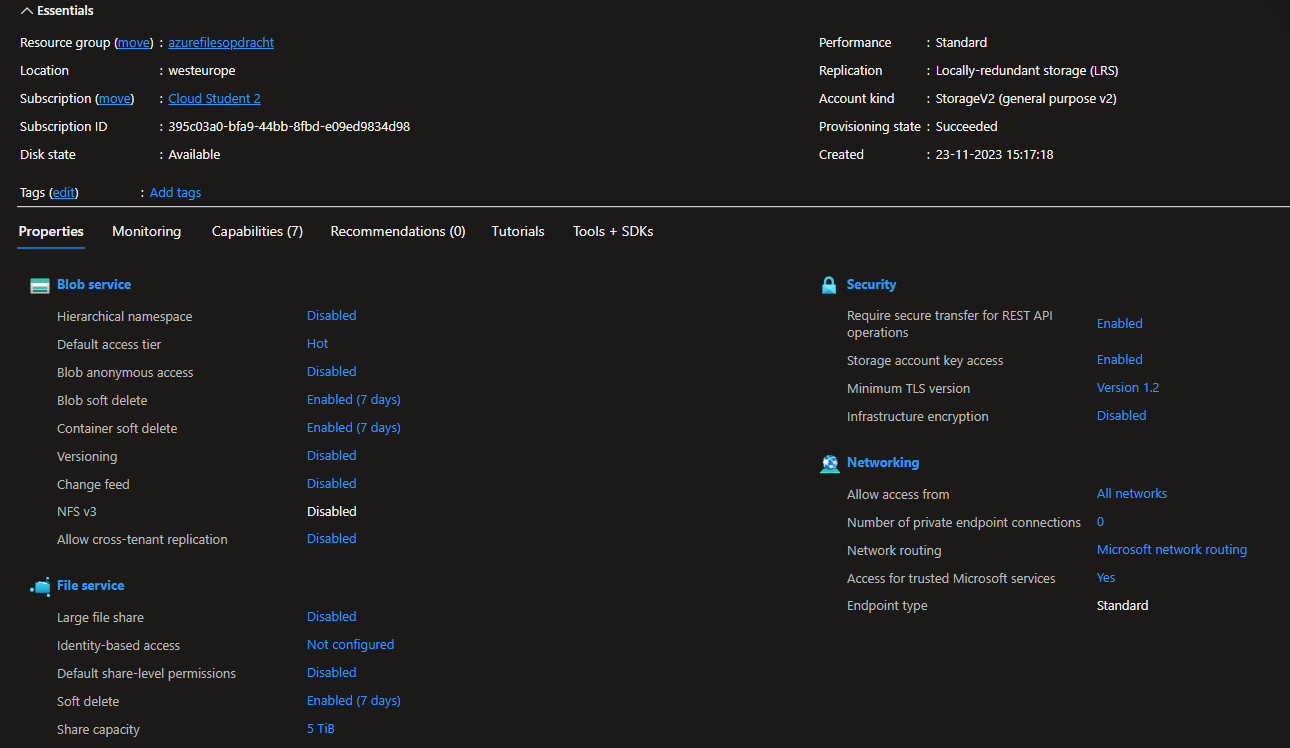 Essentials
Resource group (move) : azurefilesopdracht
Location : westeurope
Subscription (move) : Cloud Student 2
Subscription ID : 395c03a0-bfa9-44bb-8fbd-e09ed9834d98
Disk state : Available
Tags (edit) : Add tags
Performance : Standard
Replication : Locally-redundant storage (LRS)
Account kind : StorageV2 (general purpose v2)
Provisioning state : Succeeded
Created : 23-11-2023 15:17:18
Properties Monitoring Capabilities (7) Recommendations (0) Tutorials Tools + SDKs
Blob service
Hierarchical namespace Disabled
Default access tier Hot
Blob anonymous access Disabled
Blob soft delete Enabled (7 days)
Container soft delete Enabled (7 days)
Versioning Disabled
Change feed Disabled
NFS v3 Disabled
Allow cross-tenant replication Disabled
File service
Large file share Disabled
Identity-based access Not configured
Default share-level permissions Disabled
Soft delete Enabled (7 days)
Share capacity 5 TiB
Security
Require secure transfer for REST API
operations Enabled
Storage account key access Enabled
Minimum TLS version Version 1.2
Infrastructure encryption Disabled
Networking
Allow access from All networks
Number of private endpoint connections 0
Network routing Microsoft network routing
Access for trusted Microsoft services Yes
Endpoint type Standard